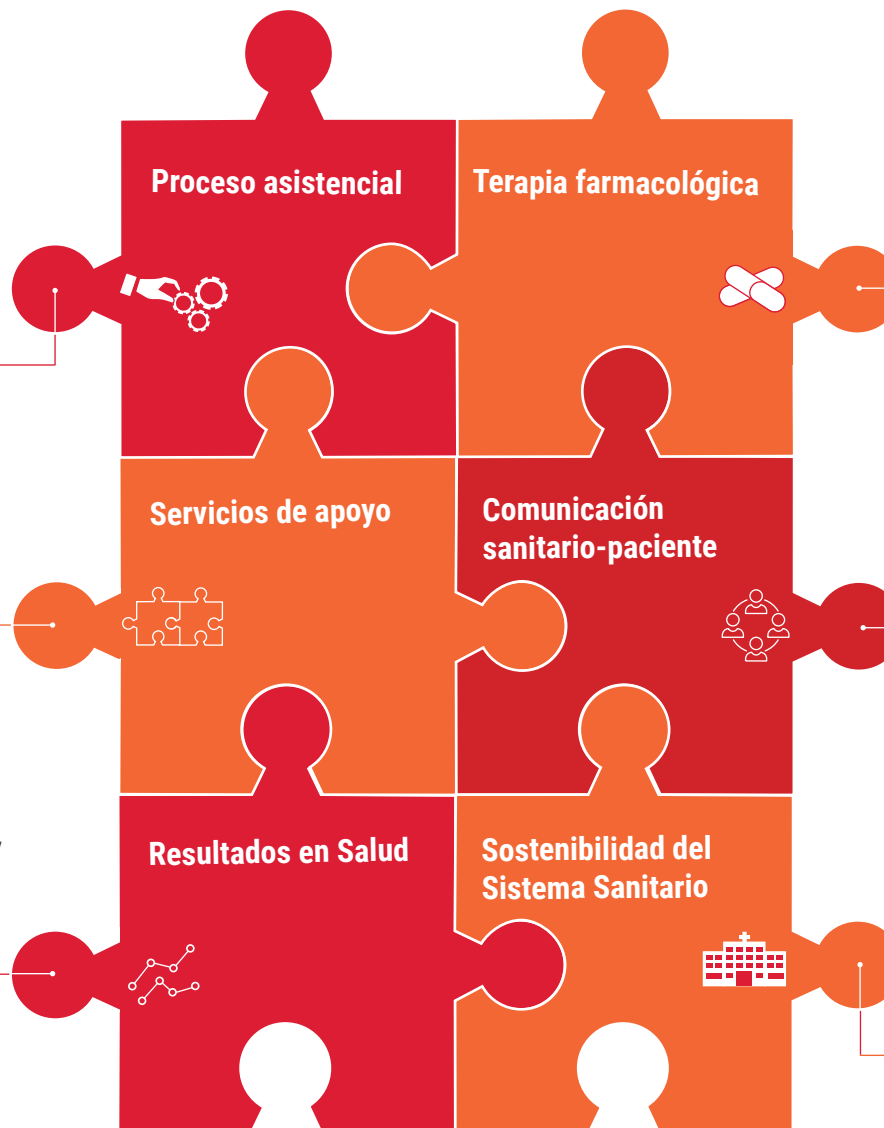 Proceso asistencial
Terapia farmacológica
Servicios de apoyo
Comunicación
sanitario-paciente
Resultados en Salud
Sostenibilidad del
Sistema Sanitario